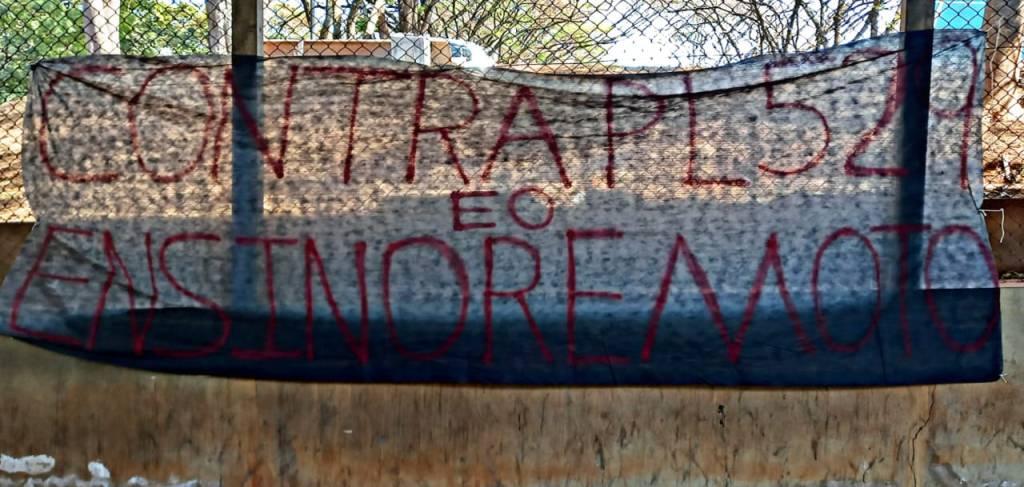 CONTRA PL 529
E O
ENSINO REMOTO